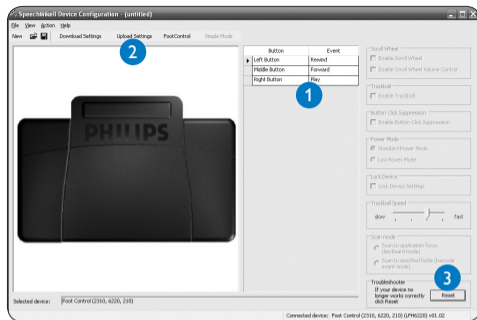 SpeechMikeII Device Configuration - (untitled)
File View Action Help
New Download Settings Upload Settings FootControl Simple Mode
2
Button Event
Left Button Rewind
Middle Button Forward
Right Button Play
1
PHILIPS
Scroll Wheel
Enable Scroll Wheel
Enable Scroll Wheel Volume Control
Trackball
Enable Trackball
Button Click Suppression
Enable Button Click Suppression
Power Mode
Standard Power Mode
Low Power Mode
Lock Device
Lock Device Settings
Trackball Speed
slow fast
Scan mode
Scan to application focus
(keyboard mode)
Scan to specified fields (barcode
event mode)
3
Troubleshooter
If your device no
longer works correctly
click Reset
Reset
Selected device: Foot Control (2310, 6220, 210)
Connected device: Foot Control (2310, 6220, 210) (LFH6220) v01.02